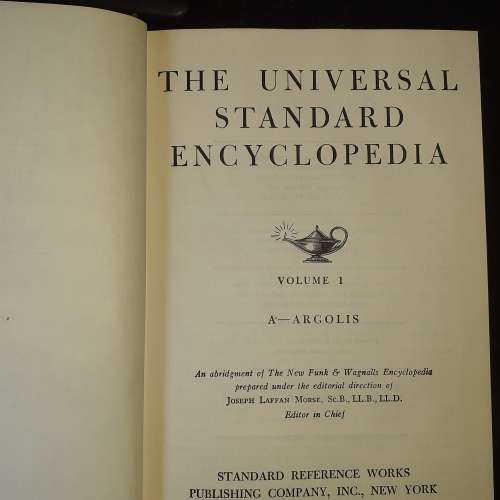 THE UNIVERSAL
STANDARD
ENCYCLOPEDIA
VOLUME 1
A—ARGOLIS
An abridgment of The New Funk & Wagnalls Encyclopedia
prepared under the editorial direction of
JOSEPH LAFFAN MORSE, SC.B., LL.B., LL.D.
Editor in Chief
STANDARD REFERENCE WORKS
PUBLISHING COMPANY, INC., NEW YORK